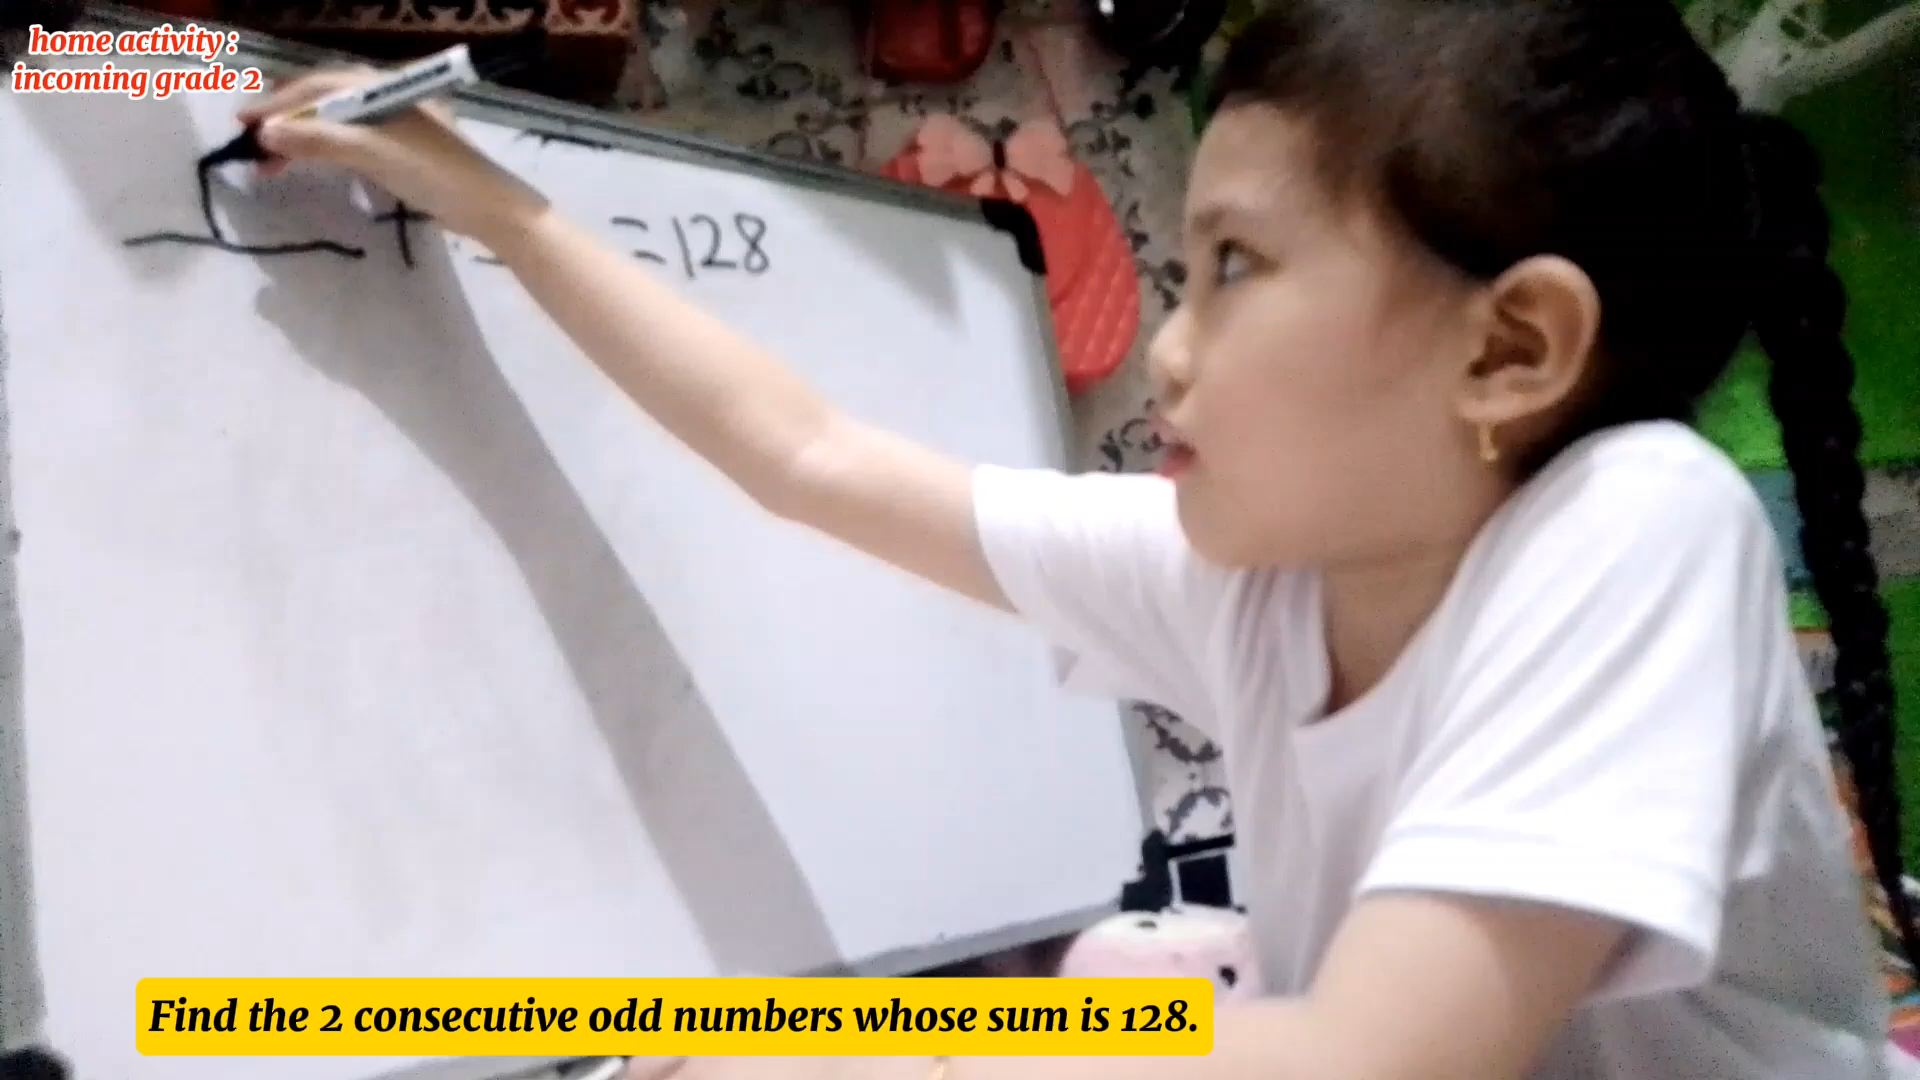 home activity :
incoming grade 2
+ = 128
Find the 2 consecutive odd numbers whose sum is 128.